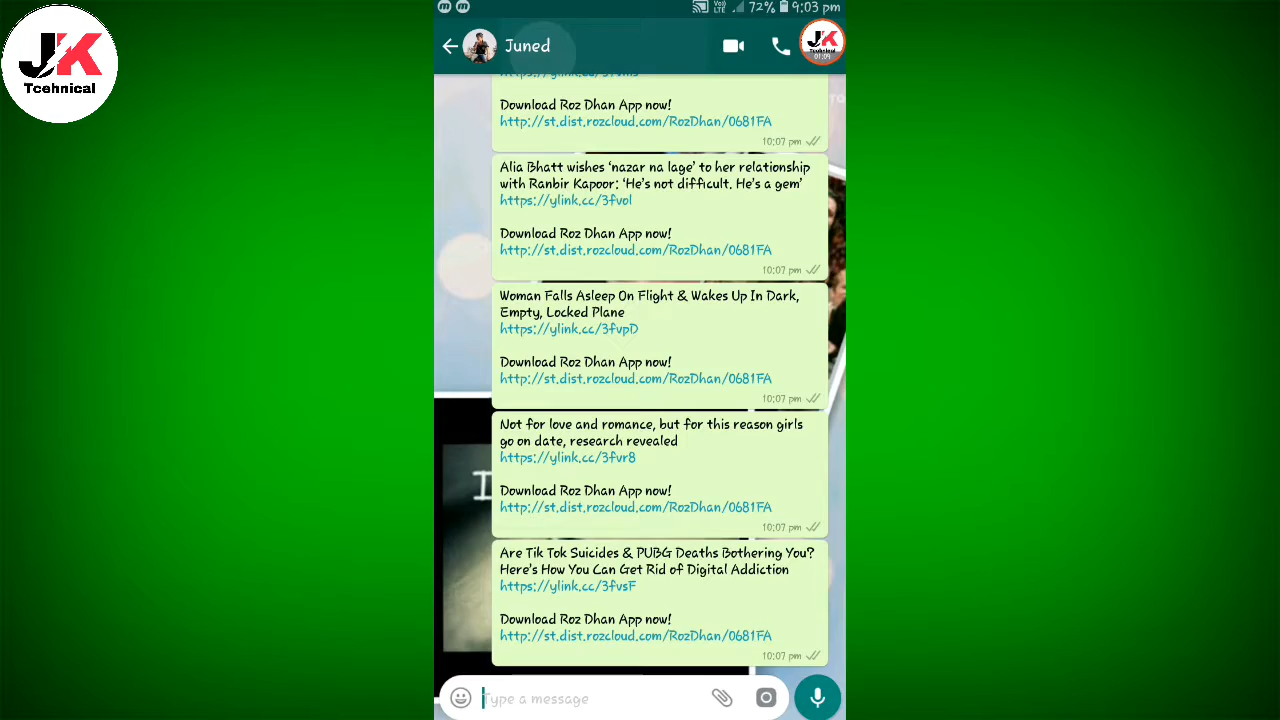 JK
Tcehnical
72% 9:03 pm
Juned
JK
01:04
Download Roz Dhan App now!
http://st.dist.rozcloud.com/RozDhan/0681FA
10:07 pm
Alia Bhatt wishes ‘nazar na lage’ to her relationship
with Ranbir Kapoor: ‘He’s not difficult. He’s a gem’
https://ylink.cc/3fvol
Download Roz Dhan App now!
http://st.dist.rozcloud.com/RozDhan/0681FA
10:07 pm
Woman Falls Asleep On Flight & Wakes Up In Dark,
Empty, Locked Plane
https://ylink.cc/3fvpD
Download Roz Dhan App now!
http://st.dist.rozcloud.com/RozDhan/0681FA
10:07 pm
Not for love and romance, but for this reason girls
go on date, research revealed
https://ylink.cc/3fvr8
Download Roz Dhan App now!
http://st.dist.rozcloud.com/RozDhan/0681FA
10:07 pm
Are Tik Tok Suicides & PUBG Deaths Bothering You?
Here's How You Can Get Rid of Digital Addiction
https://ylink.cc/3fvsF
Download Roz Dhan App now!
http://st.dist.rozcloud.com/RozDhan/0681FA
10:07 pm
Type a message